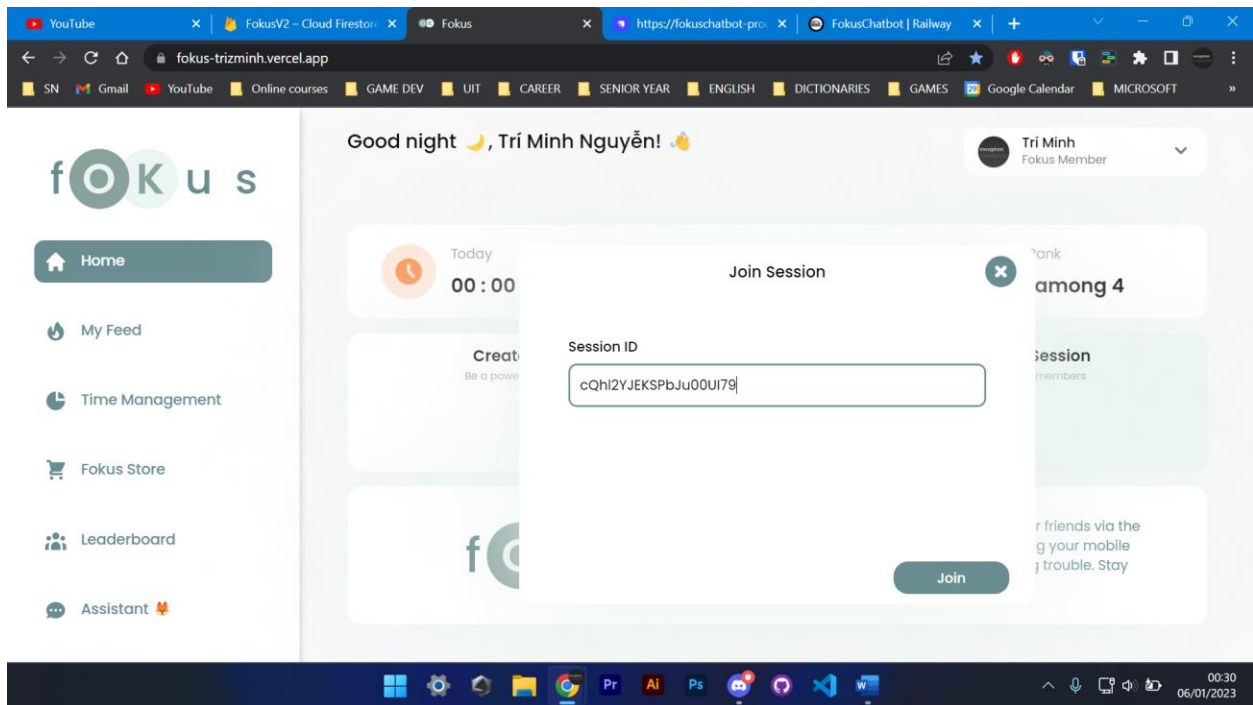 YouTube
FokusV2 – Cloud Firestore
Fokus
https://fokuschatbot-pro
FokusChatbot | Railway
fokus-trizminh.vercel.app
SN
Gmail
YouTube
Online courses
GAME DEV
UIT
CAREER
SENIOR YEAR
ENGLISH
DICTIONARIES
GAMES
Google Calendar
MICROSOFT
»
fOKus
Good night 🌙, Trí Minh Nguyễn! 👋
Trí Minh
Fokus Member
Home
My Feed
Time Management
Fokus Store
Leaderboard
Assistant 🦊
Today
00 : 00
among 4
Creat
Be a powe
Session
members
Join Session
Session ID
cQhl2YJEKSPbJu00UI79
Join
f
r friends via the
g your mobile
g trouble. Stay
Pr
Ai
Ps
W
00:30
06/01/2023